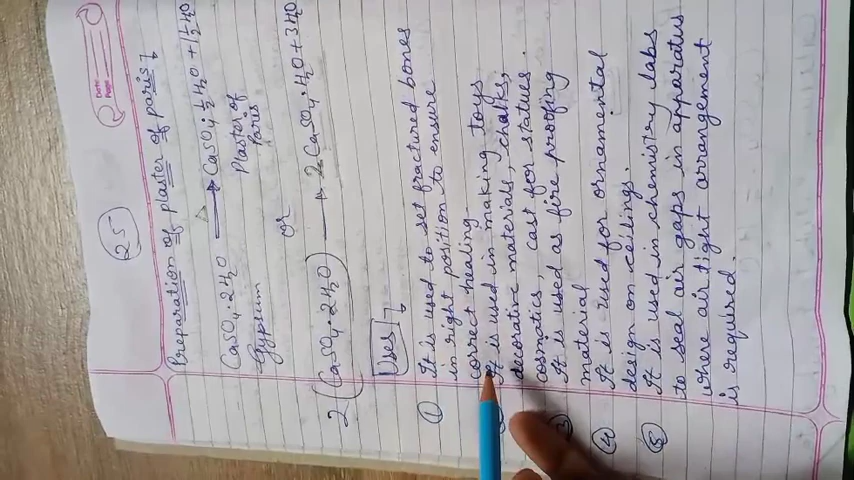 Date:
Page:
25
Preparation of plaster of paris :-
CaSO4.2H2O → CaSO4.½H2O + 1½H2O
△
Gypsum
Plaster of
Paris
or
2(CaSO4.2H2O) → 2CaSO4.H2O + 3H2O
Uses :-
① It is used to set fractured bones
in right position to ensure
correct healing.
It is used in making toys
decorative materials, chalks,
cosmatics, cast for statues.
③ It is used as fire proofing
material
④ It is used for ornamental
design on ceilings.
⑤ It is used in chemistry labs
to seal air gaps in apparatus
where air tight arrangement
is required.